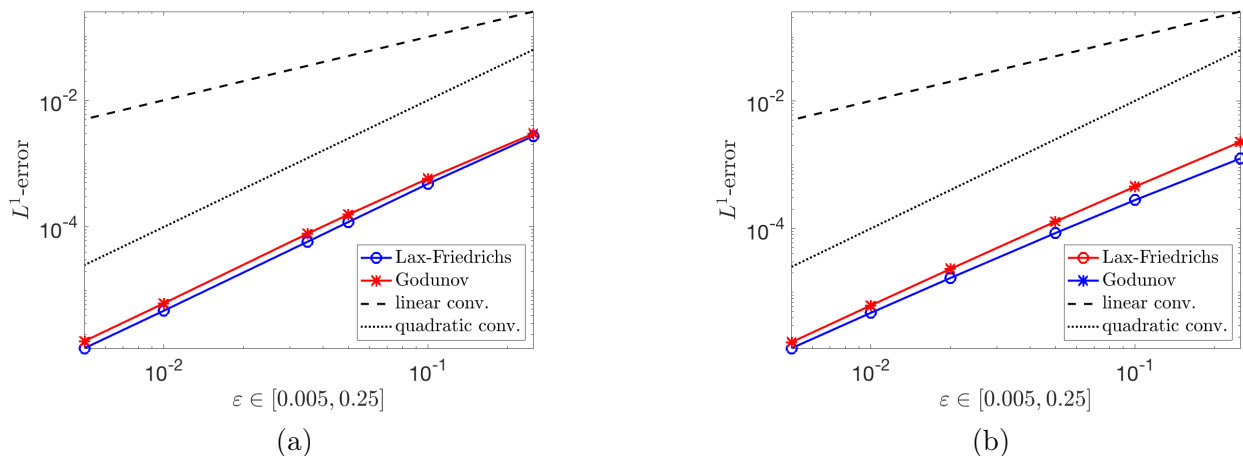 10^{-2}
10^{-4}
L^1-error
Lax-Friedrichs
Godunov
linear conv.
quadratic conv.
10^{-2}
10^{-1}
ε ∈ [0.005, 0.25]
(a)
10^{-2}
10^{-4}
L^1-error
Lax-Friedrichs
Godunov
linear conv.
quadratic conv.
10^{-2}
10^{-1}
ε ∈ [0.005, 0.25]
(b)